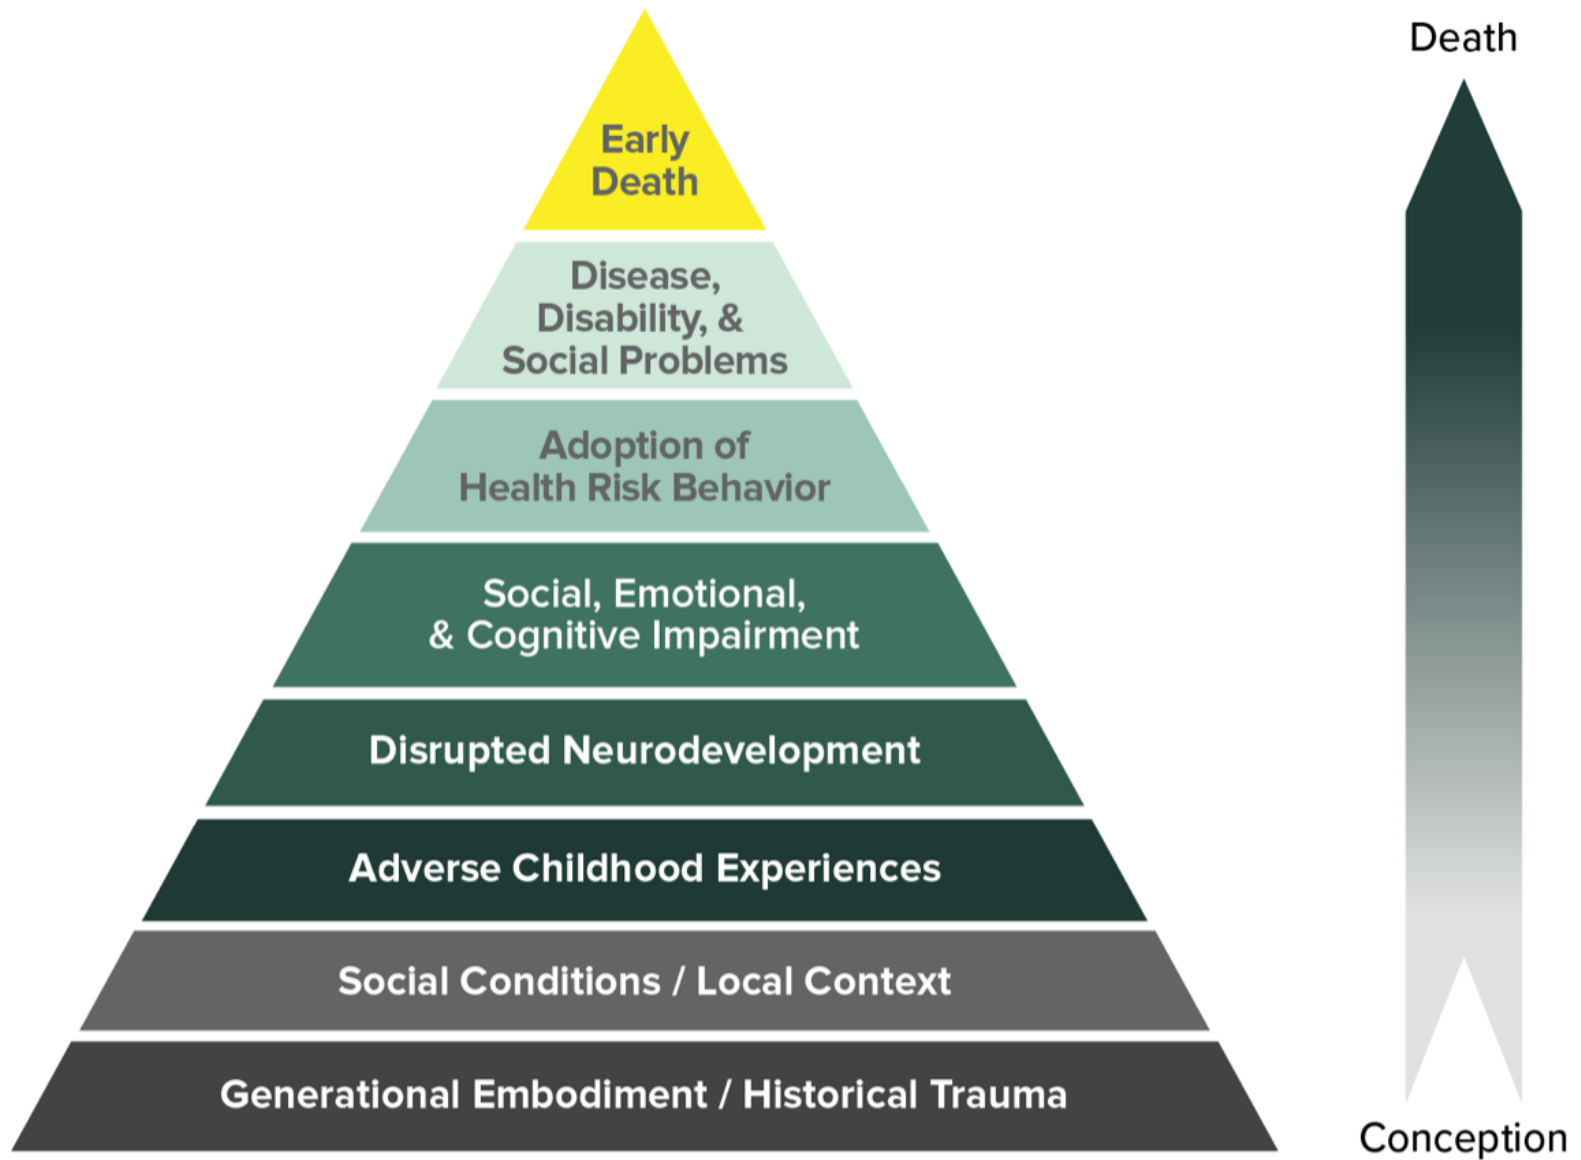 Death
Early
Death
Disease,
Disability, &
Social Problems
Adoption of
Health Risk Behavior
Social, Emotional,
& Cognitive Impairment
Disrupted Neurodevelopment
Adverse Childhood Experiences
Social Conditions / Local Context
Generational Embodiment / Historical Trauma
Conception